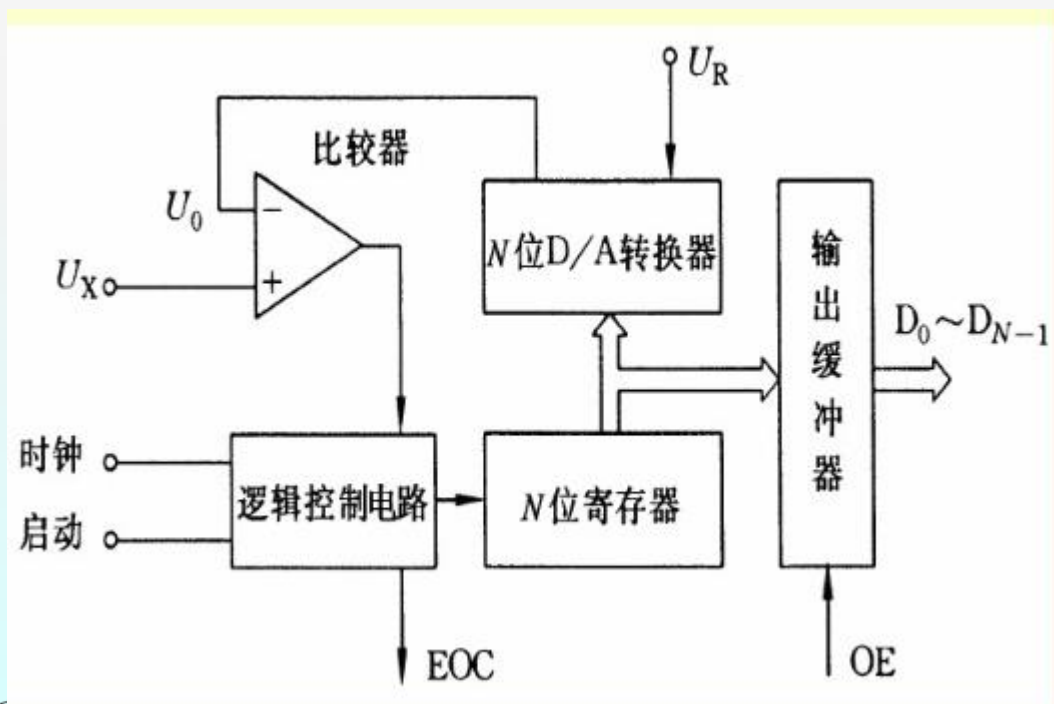 U_R
比较器
U_0
−
+
U_X
N位D/A转换器
输出缓冲器
D_0~D_{N-1}
时钟
启动
逻辑控制电路
N位寄存器
EOC
OE